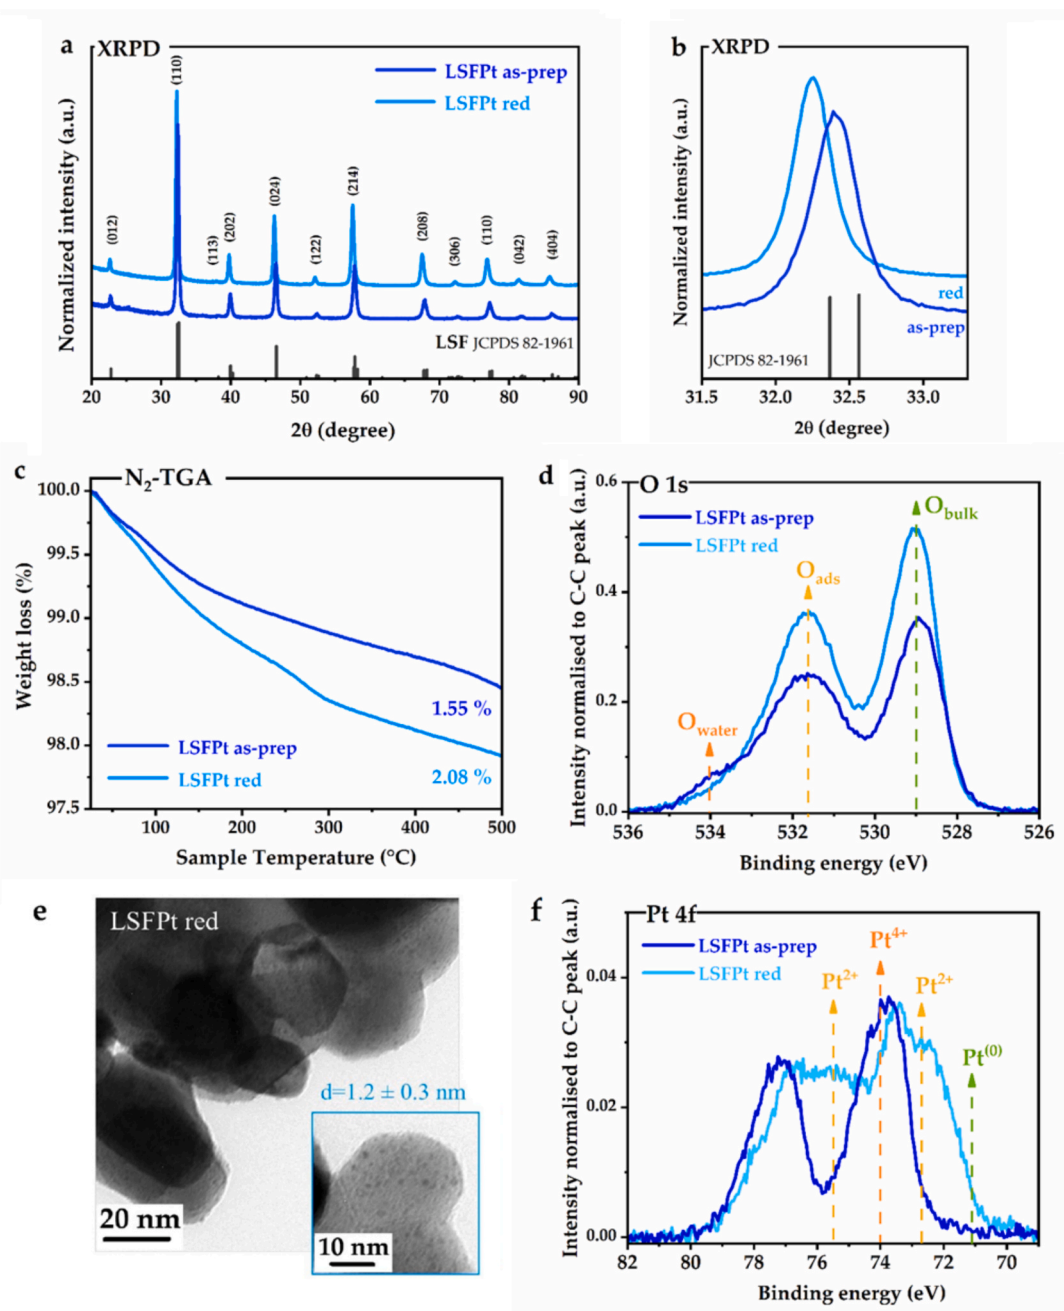 a XRPD
LSFPt as-prep
LSFPt red
(012)
(110)
(113)
(202)
(024)
(122)
(214)
(208)
(306)
(110)
(042)
(404)
LSF JCPDS 82-1961
Normalized intensity (a.u.)
20 30 40 50 60 70 80 90
2θ (degree)
b XRPD
red
as-prep
JCPDS 82-1961
Normalized intensity (a.u.)
31.5 32.0 32.5 33.0
2θ (degree)
c N₂-TGA
100.0
99.5
99.0
98.5
98.0
97.5
1.55 %
2.08 %
LSFPt as-prep
LSFPt red
Weight loss (%)
100 200 300 400 500
Sample Temperature (°C)
d O 1s
LSFPt as-prep
LSFPt red
O_bulk
O_ads
O_water
0.6
0.4
0.2
0.0
Intensity normalised to C-C peak (a.u.)
536 534 532 530 528 526
Binding energy (eV)
e LSFPt red
d=1.2 ± 0.3 nm
20 nm
10 nm
f Pt 4f
LSFPt as-prep
LSFPt red
Pt⁴⁺
Pt²⁺
Pt²⁺
Pt⁽⁰⁾
0.04
0.02
0.00
Intensity normalised to C-C peak (a.u.)
82 80 78 76 74 72 70
Binding energy (eV)